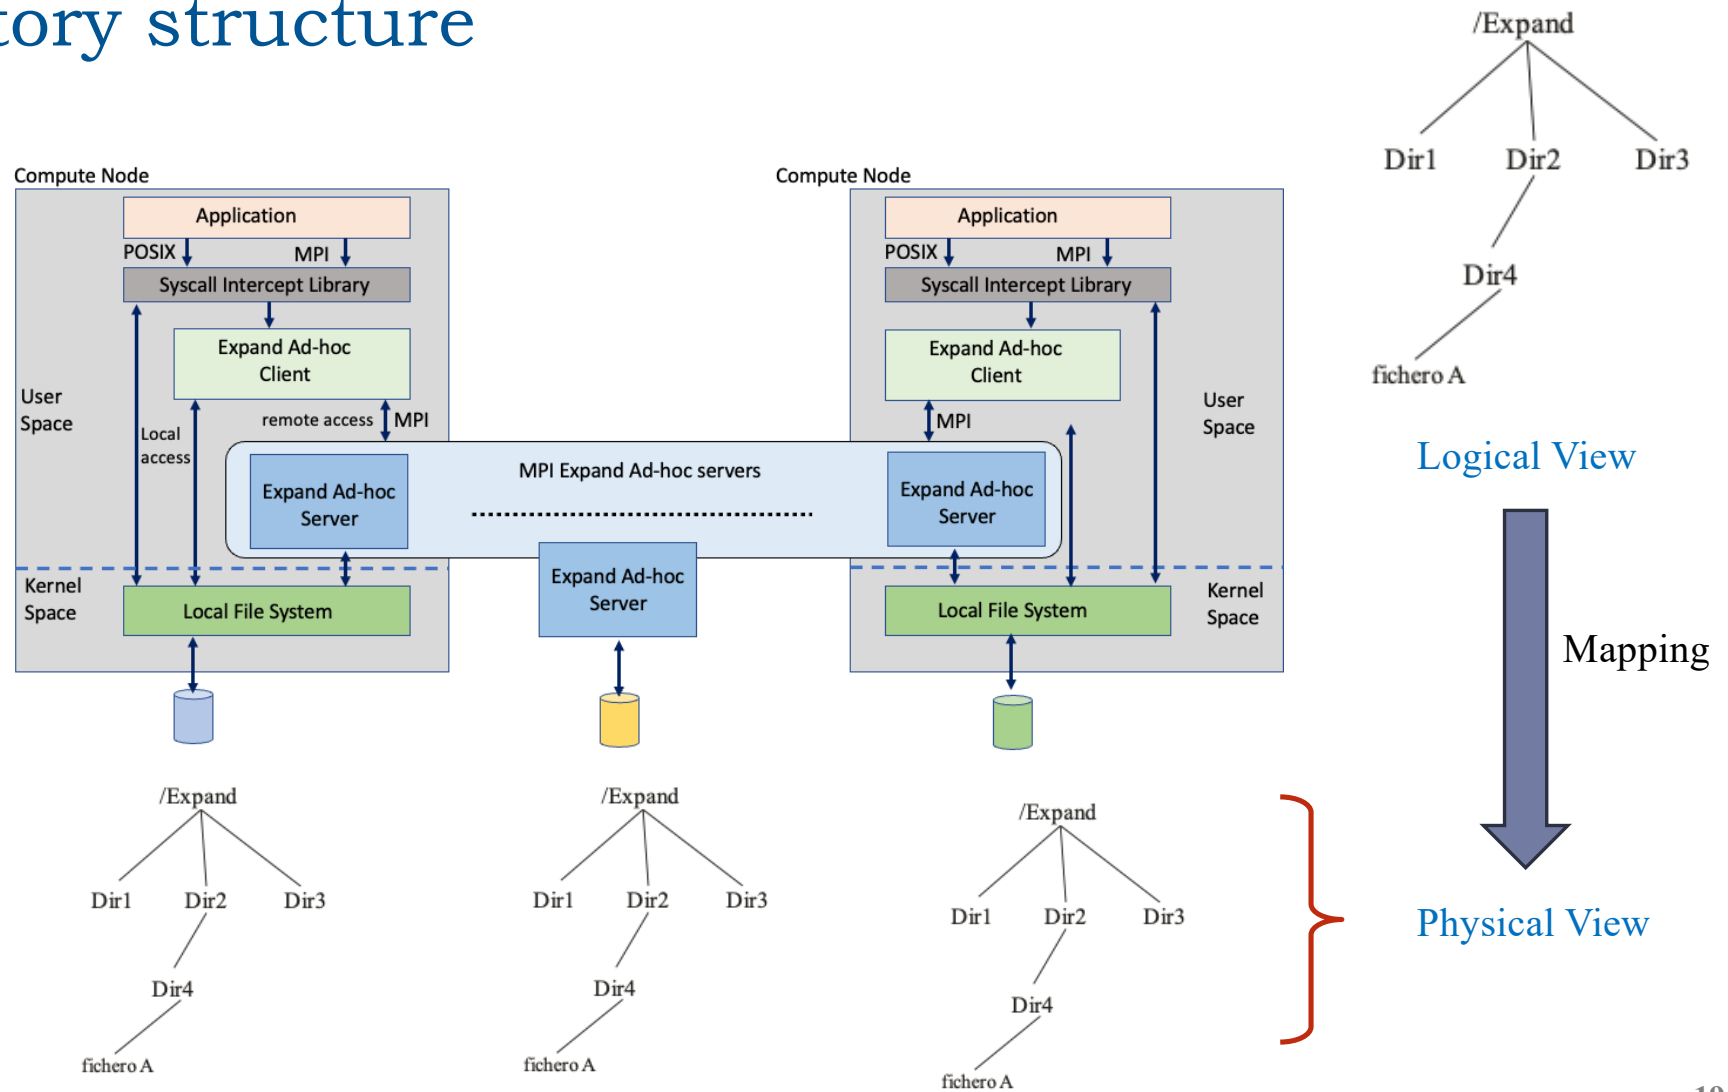 tory structure
/Expand
Dir1 Dir2 Dir3
Dir4
fichero A
Logical View
Mapping
Physical View
Compute Node
Application
POSIX MPI
Syscall Intercept Library
Expand Ad-hoc
Client
User
Space
Local
access
remote access MPI
Expand Ad-hoc
Server
Kernel
Space
Local File System
MPI Expand Ad-hoc servers
Expand Ad-hoc
Server
Compute Node
Application
POSIX MPI
Syscall Intercept Library
Expand Ad-hoc
Client
User
Space
MPI
Expand Ad-hoc
Server
Kernel
Space
Local File System
/Expand
Dir1 Dir2 Dir3
Dir4
fichero A
/Expand
Dir1 Dir2 Dir3
Dir4
fichero A
/Expand
Dir1 Dir2 Dir3
Dir4
fichero A